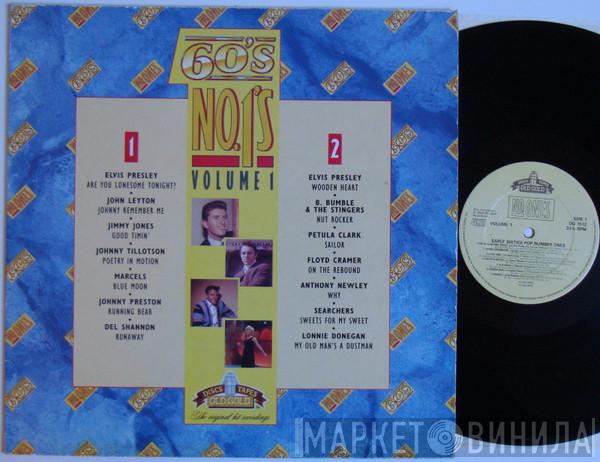 60's
NO.1'S
VOLUME 1
1
ELVIS PRESLEY
ARE YOU LONESOME TONIGHT?
JOHN LEYTON
JOHNNY REMEMBER ME
JIMMY JONES
GOOD TIMIN'
JOHNNY TILLOTSON
POETRY IN MOTION
MARCELS
BLUE MOON
JOHNNY PRESTON
RUNNING BEAR
DEL SHANNON
RUNAWAY
2
ELVIS PRESLEY
WOODEN HEART
B. BUMBLE
& THE STINGERS
NUT ROCKER
PETULA CLARK
SAILOR
FLOYD CRAMER
ON THE REBOUND
ANTHONY NEWLEY
WHY
SEARCHERS
SWEETS FOR MY SWEET
LONNIE DONEGAN
MY OLD MAN'S A DUSTMAN
DISCS TAPES
OLD GOLD
The original hit recordings
OLD GOLD
NO.ONES
VOLUME 1
SIDE 1
33⅓ RPM
EARLY SIXTIES POP NUMBER ONES
МАРКЕТ ВИНИЛА